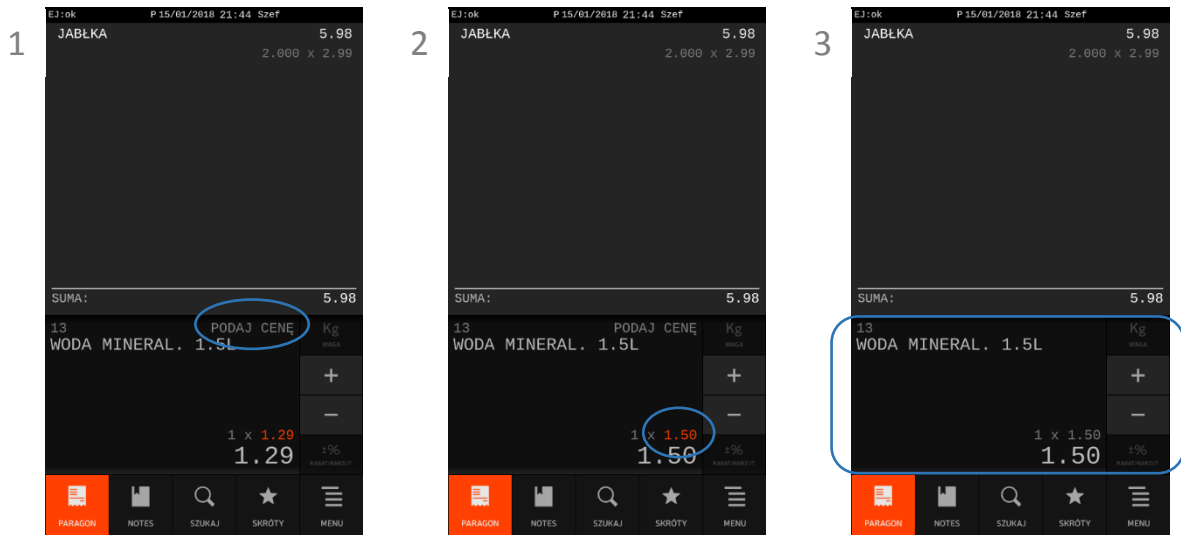 1
EJ:ok P 15/01/2018 21:44 Szef
JABŁKA 5.98
2.000 x 2.99
SUMA: 5.98
13 PODAJ CENĘ Kg
WODA MINERAL. 1.5L WAGA
+
−
1 x 1.29
1.29 ±%
RABAT/NARZUT
PARAGON NOTES SZUKAJ SKRÓTY MENU
2
EJ:ok P 15/01/2018 21:44 Szef
JABŁKA 5.98
2.000 x 2.99
SUMA: 5.98
13 PODAJ CENĘ Kg
WODA MINERAL. 1.5L WAGA
+
−
1 x 1.50
1.50 ±%
RABAT/NARZUT
PARAGON NOTES SZUKAJ SKRÓTY MENU
3
EJ:ok P 15/01/2018 21:44 Szef
JABŁKA 5.98
2.000 x 2.99
SUMA: 5.98
13 Kg
WODA MINERAL. 1.5L WAGA
+
−
1 x 1.50
1.50 ±%
RABAT/NARZUT
PARAGON NOTES SZUKAJ SKRÓTY MENU